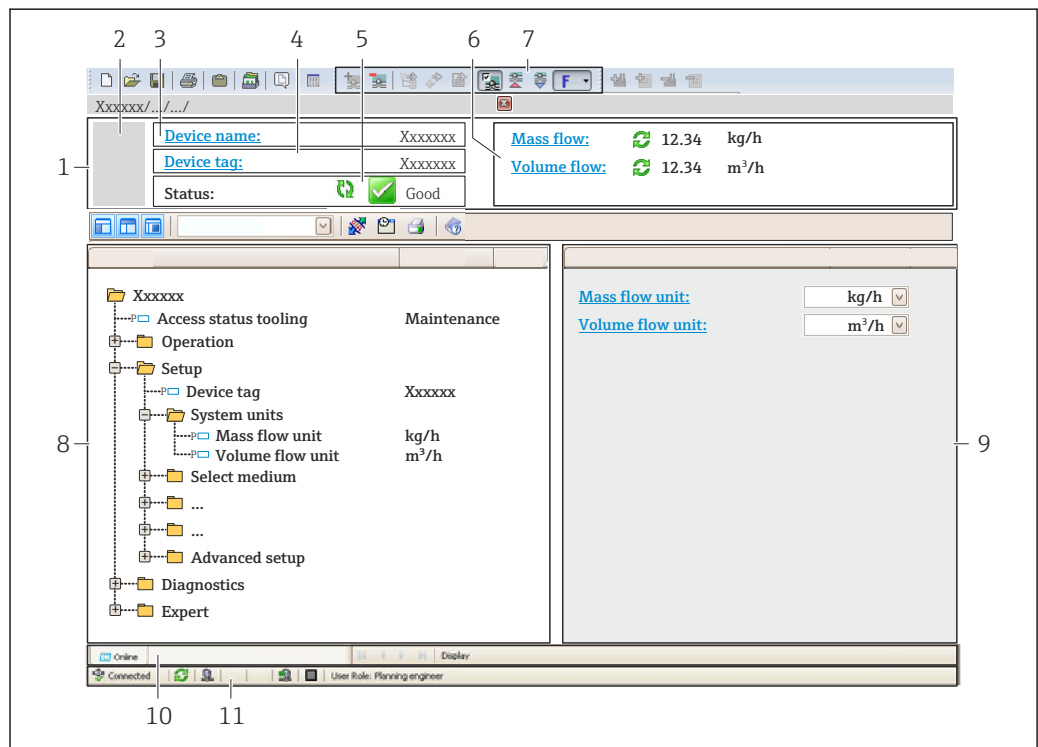 2 3 4 5 6 7
F
Xxxxxx/.../.../
1
Device name: Xxxxxxx
Device tag: Xxxxxxx
Status: Good
Mass flow: 12.34 kg/h
Volume flow: 12.34 m³/h
Xxxxxx
P Access status tooling Maintenance
Operation
Setup
P Device tag Xxxxxx
System units
P Mass flow unit kg/h
P Volume flow unit m³/h
Select medium
...
...
Advanced setup
Diagnostics
Expert
8
Mass flow unit: kg/h
Volume flow unit: m³/h
9
Online Display
Connected User Role: Planning engineer
10 11